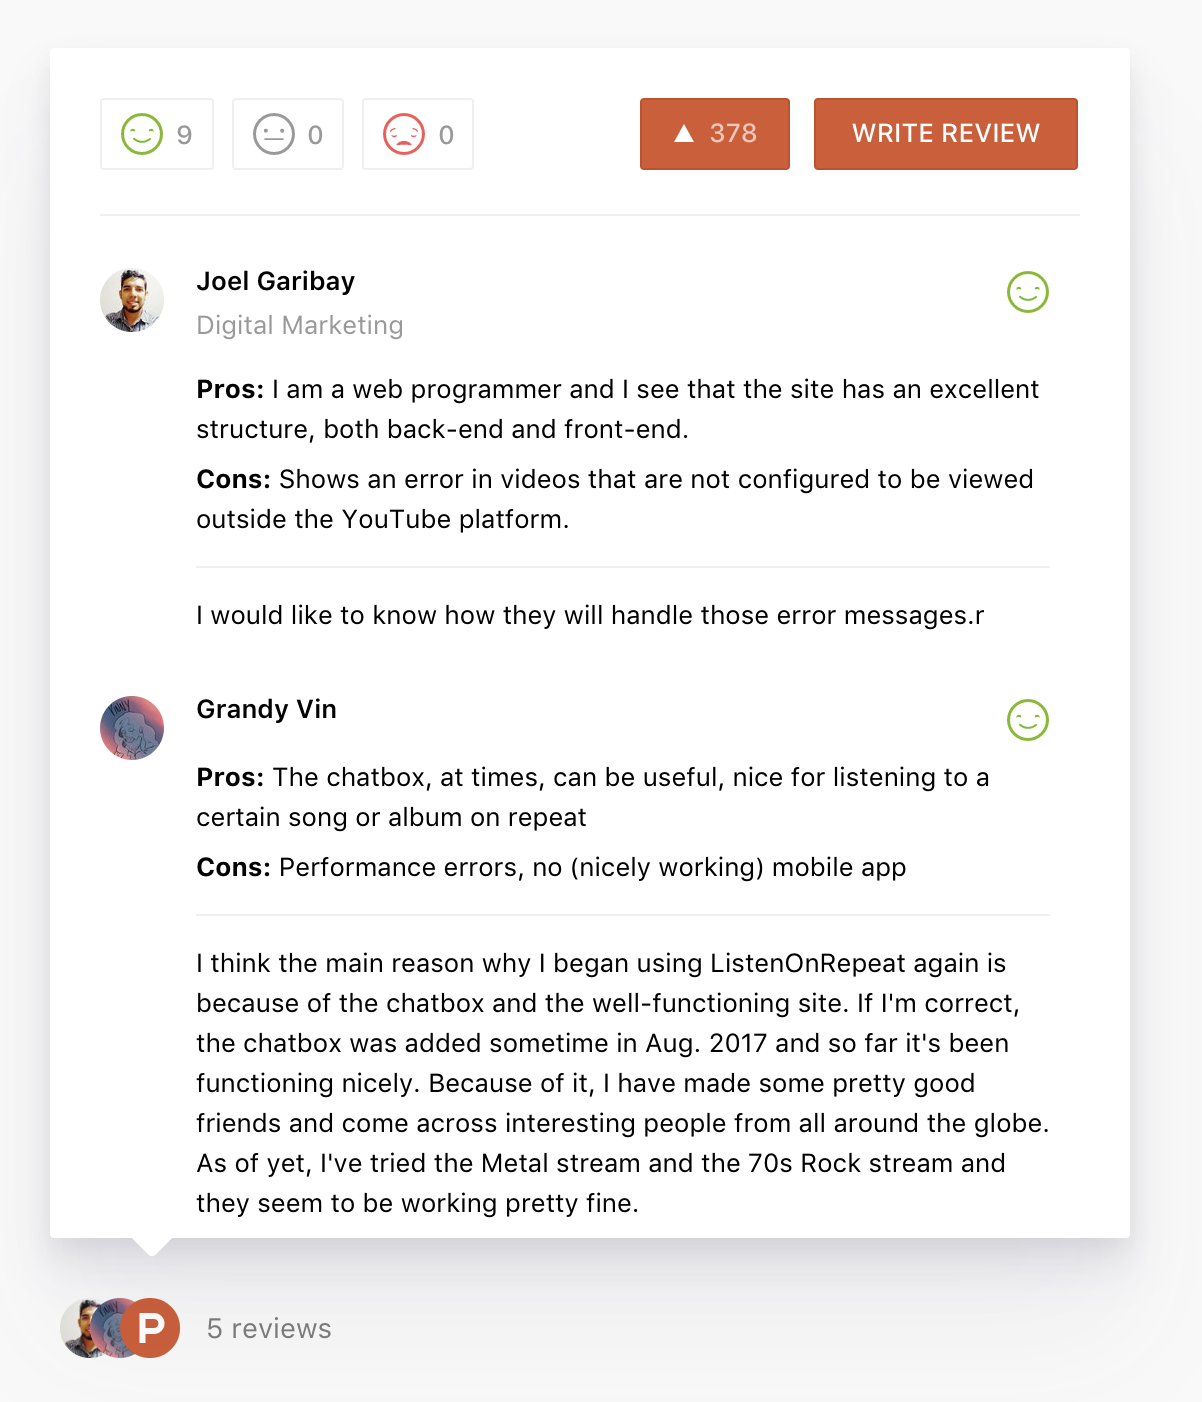 9 0 0 ▲ 378 WRITE REVIEW
Joel Garibay
Digital Marketing
Pros: I am a web programmer and I see that the site has an excellent
structure, both back-end and front-end.
Cons: Shows an error in videos that are not configured to be viewed
outside the YouTube platform.
I would like to know how they will handle those error messages.r
Grandy Vin
Pros: The chatbox, at times, can be useful, nice for listening to a
certain song or album on repeat
Cons: Performance errors, no (nicely working) mobile app
I think the main reason why I began using ListenOnRepeat again is
because of the chatbox and the well-functioning site. If I'm correct,
the chatbox was added sometime in Aug. 2017 and so far it's been
functioning nicely. Because of it, I have made some pretty good
friends and come across interesting people from all around the globe.
As of yet, I've tried the Metal stream and the 70s Rock stream and
they seem to be working pretty fine.
P 5 reviews